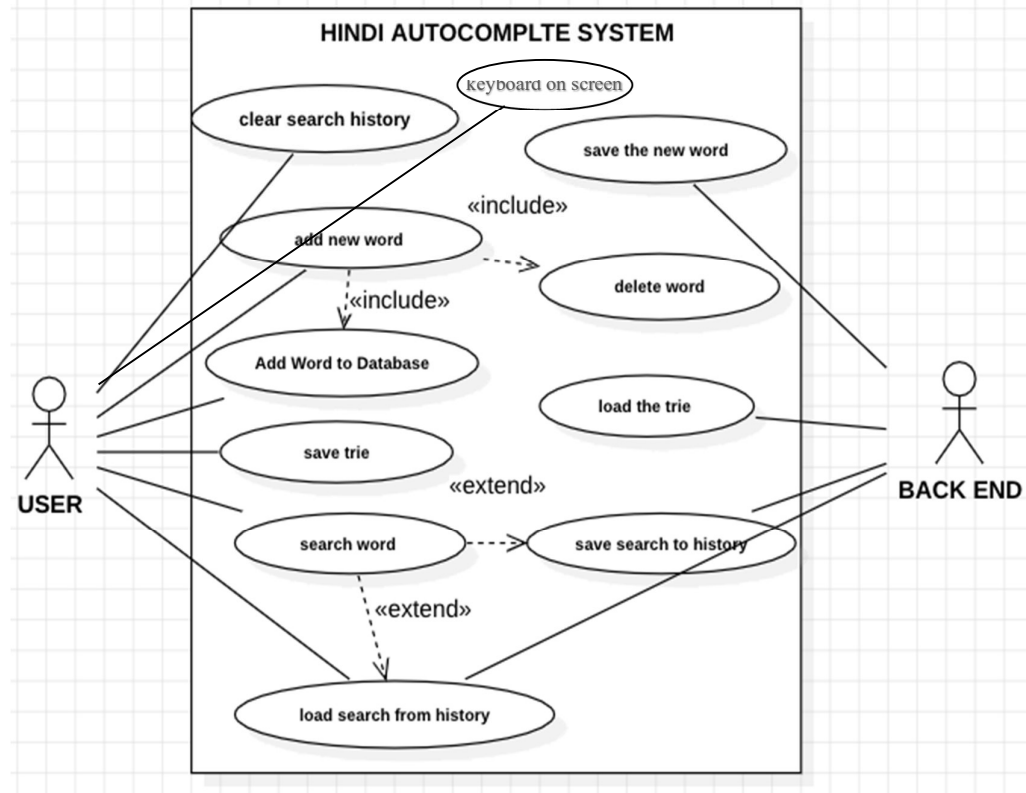 HINDI AUTOCOMPLTE SYSTEM
keyboard on screen
clear search history
save the new word
«include»
add new word
delete word
«include»
Add Word to Database
load the trie
save trie
USER
BACK END
«extend»
search word
save search to history
«extend»
load search from history